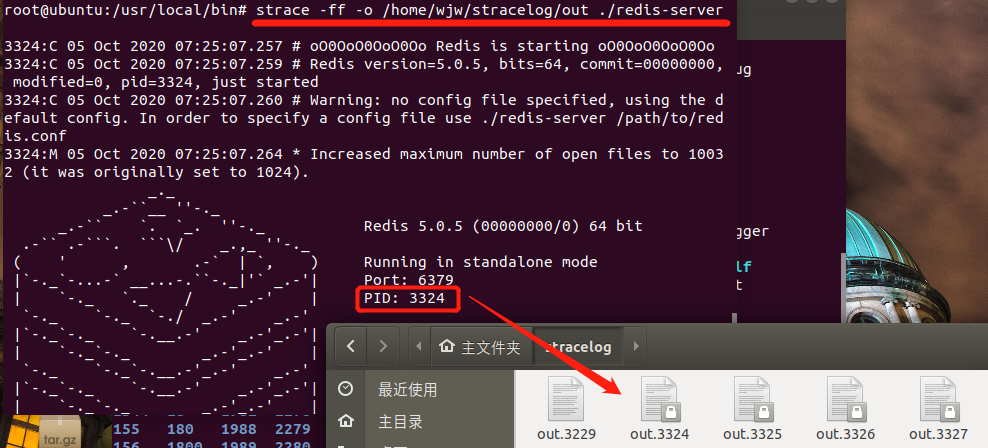 root@ubuntu:/usr/local/bin# strace -ff -o /home/wjw/stracelog/out ./redis-server
3324:C 05 Oct 2020 07:25:07.257 # oO0OoO0OoO0Oo Redis is starting oO0OoO0OoO0Oo
3324:C 05 Oct 2020 07:25:07.259 # Redis version=5.0.5, bits=64, commit=00000000,
modified=0, pid=3324, just started
3324:C 05 Oct 2020 07:25:07.260 # Warning: no config file specified, using the d
efault config. In order to specify a config file use ./redis-server /path/to/red
is.conf
3324:M 05 Oct 2020 07:25:07.264 * Increased maximum number of open files to 1003
2 (it was originally set to 1024).
Redis 5.0.5 (00000000/0) 64 bit
Running in standalone mode
Port: 6379
PID: 3324
ug
gger
lf
t
主文件夹
stracelog
最近使用
主目录
out.3229
out.3324
out.3325
out.3326
out.3327
tar.gz
155 180 1988 2279
156 1800 1989 2280